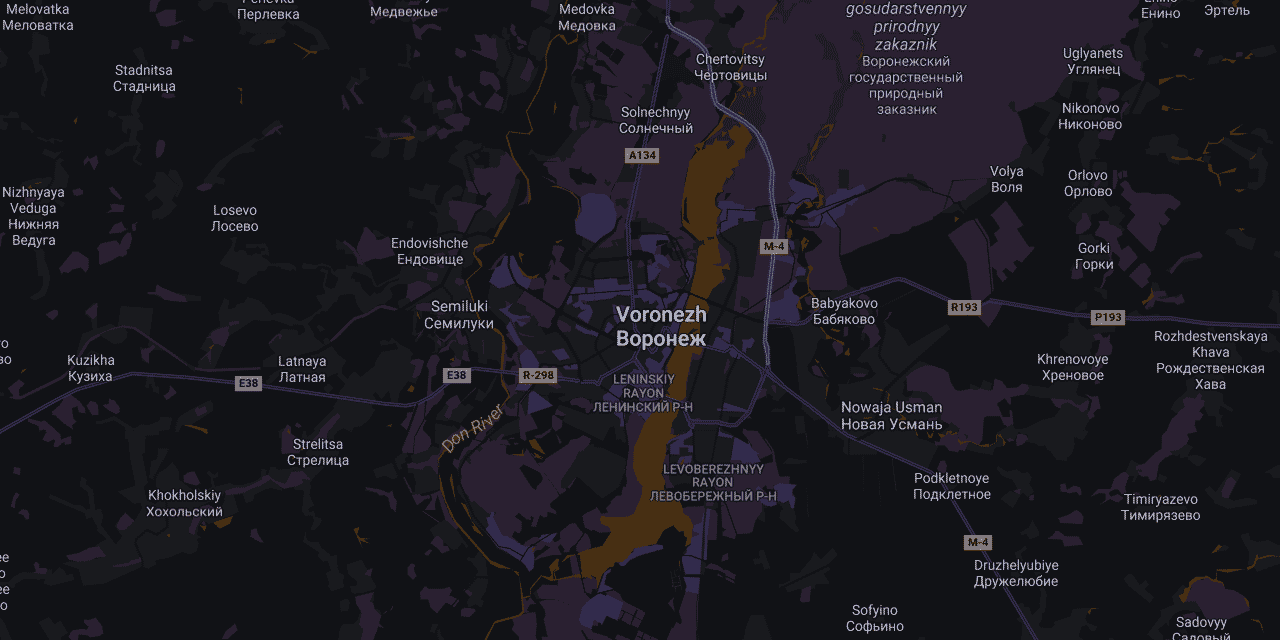 Melovatka
Меловатка
Перлевка
Медвежье
Medovka
Медовка
gosudarstvennyy
prirodnyy
zakaznik
Воронежский
государственный
природный
заказник
Енино
Эртель
Stadnitsa
Стадница
Chertovitsy
Чертовицы
Uglyanets
Углянец
Solnechnyy
Солнечный
Nikonovo
Никоново
A134
Nizhnyaya
Veduga
Нижняя
Ведуга
Losevo
Лосево
Volya
Воля
Orlovo
Орлово
Endovishche
Ендовище
M-4
Gorki
Горки
Semiluki
Семилуки
Voronezh
Воронеж
Babyakovo
Бабяково
R193
P193
Rozhdestvenskaya
Khava
Рождественская
Хава
Kuzikha
Кузиха
Latnaya
Латная
E38
E38
R-298
Khrenovoye
Хреновое
LENINSKIY
RAYON
ЛЕНИНСКИЙ Р-Н
Nowaja Usman
Новая Усмань
Don River
Strelitsa
Стрелица
LEVOBEREZHNYY
RAYON
ЛЕВОБЕРЕЖНЫЙ Р-Н
Podkletnoye
Подклетное
Khokholskiy
Хохольский
Timiryazevo
Тимирязево
M-4
Druzhelyubiye
Дружелюбие
Sofyino
Софьино
Sadovyy
Садовый